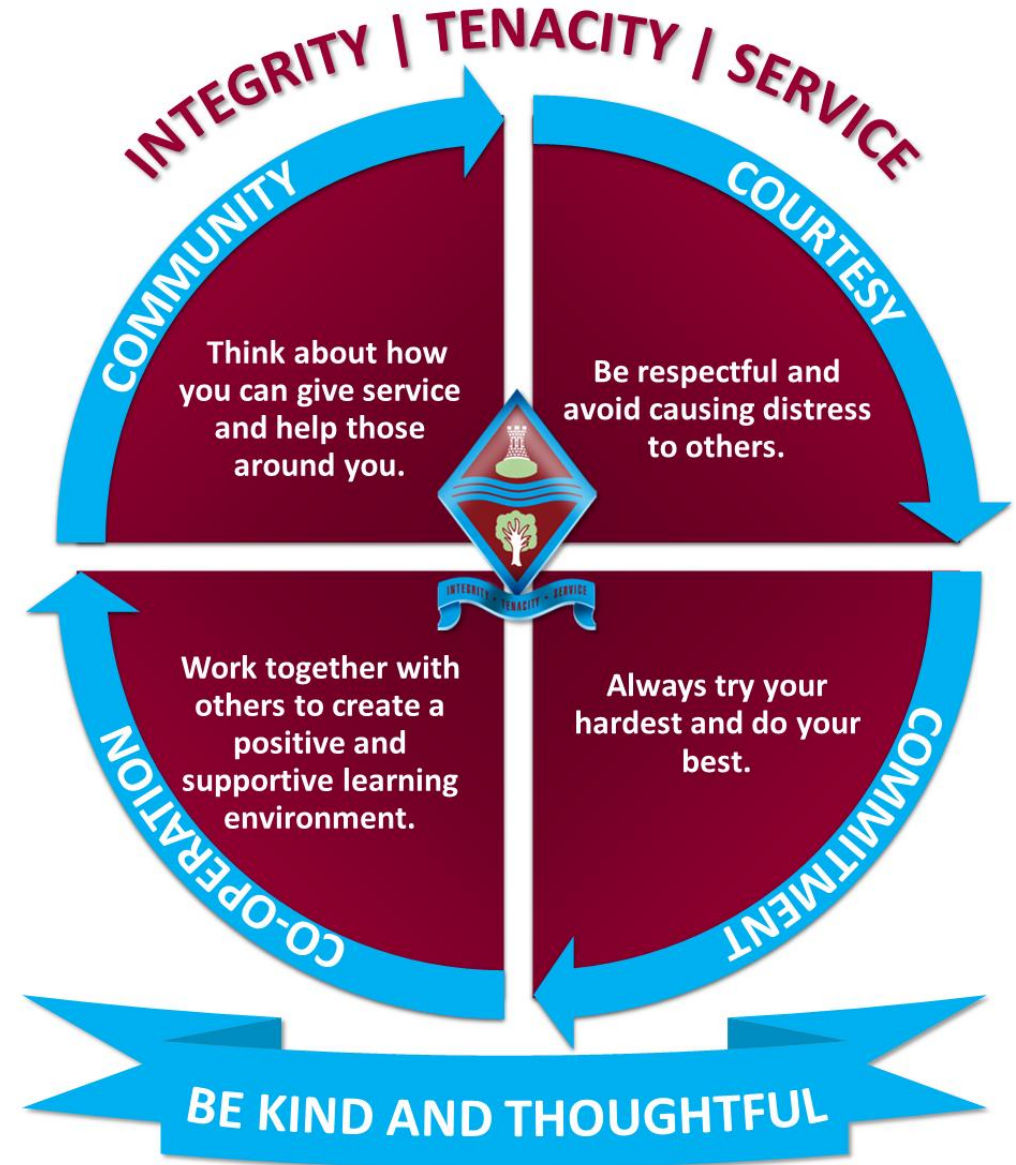 INTEGRITY | TENACITY | SERVICE
COMMUNITY
Think about how
you can give service
and help those
around you.
COURTESY
Be respectful and
avoid causing distress
to others.
INTEGRITY • TENACITY • SERVICE
CO-OPERATION
Work together with
others to create a
positive and
supportive learning
environment.
COMMITMENT
Always try your
hardest and do your
best.
BE KIND AND THOUGHTFUL